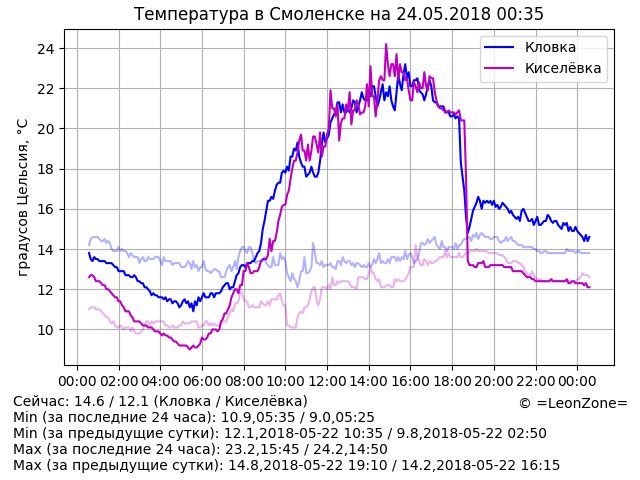 Температура в Смоленске на 24.05.2018 00:35
Кловка
Киселёвка
градусов Цельсия, °C
24
22
20
18
16
14
12
10
00:00 02:00 04:00 06:00 08:00 10:00 12:00 14:00 16:00 18:00 20:00 22:00 00:00
Сейчас: 14.6 / 12.1 (Кловка / Киселёвка)
© =LeonZone=
Min (за последние 24 часа): 10.9,05:35 / 9.0,05:25
Min (за предыдущие сутки): 12.1,2018-05-22 10:35 / 9.8,2018-05-22 02:50
Max (за последние 24 часа): 23.2,15:45 / 24.2,14:50
Max (за предыдущие сутки): 14.8,2018-05-22 19:10 / 14.2,2018-05-22 16:15